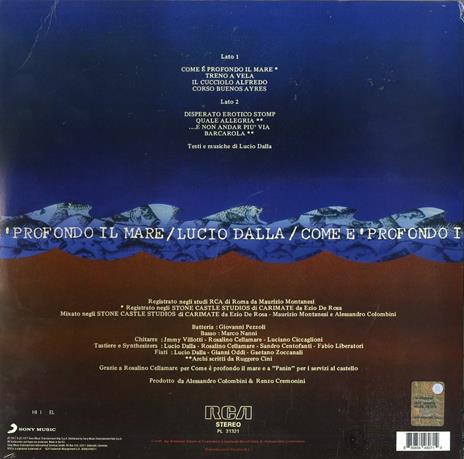 Lato 1
COME É PROFONDO IL MARE *
TRENO A VELA
IL CUCCIOLO ALFREDO
CORSO BUENOS AYRES
Lato 2
DISPERATO EROTICO STOMP
QUALE ALLEGRIA **
....E NON ANDAR PIU' VIA
BARCAROLA **
Testi e musiche di Lucio Dalla
'PROFONDO IL MARE/LUCIO DALLA/COME E'PROFONDO I
Registrato negli studi RCA di Roma da Maurizio Montanesi
* Registrato negli STONE CASTLE STUDIOS di CARIMATE da Ezio De Rosa
Mixato negli STONE CASTLE STUDIOS di CARIMATE da Ezio De Rosa - Maurizio Montanesi e Alessandro Colombini
Batteria : Giovanni Pezzoli
Basso : Marco Nanni
Chitarre : Jimmy Villotti - Rosalino Cellamare - Luciano Ciccaglioni
Tastiere e Synthesizers : Lucio Dalla - Rosalino Cellamare - Sandro Centofanti - Fabio Liberatori
Fiati : Lucio Dalla - Gianni Oddi - Gaetano Zoccanali
**Archi scritti da Ruggero Cini
Grazie a Rosalino Cellamare per Come è profondo il mare e a "Panin" per i servizi al castello
Prodotto da Alessandro Colombini & Renzo Cremonini
HI 1 EL
RCA
STEREO
PL 31321
SONY MUSIC